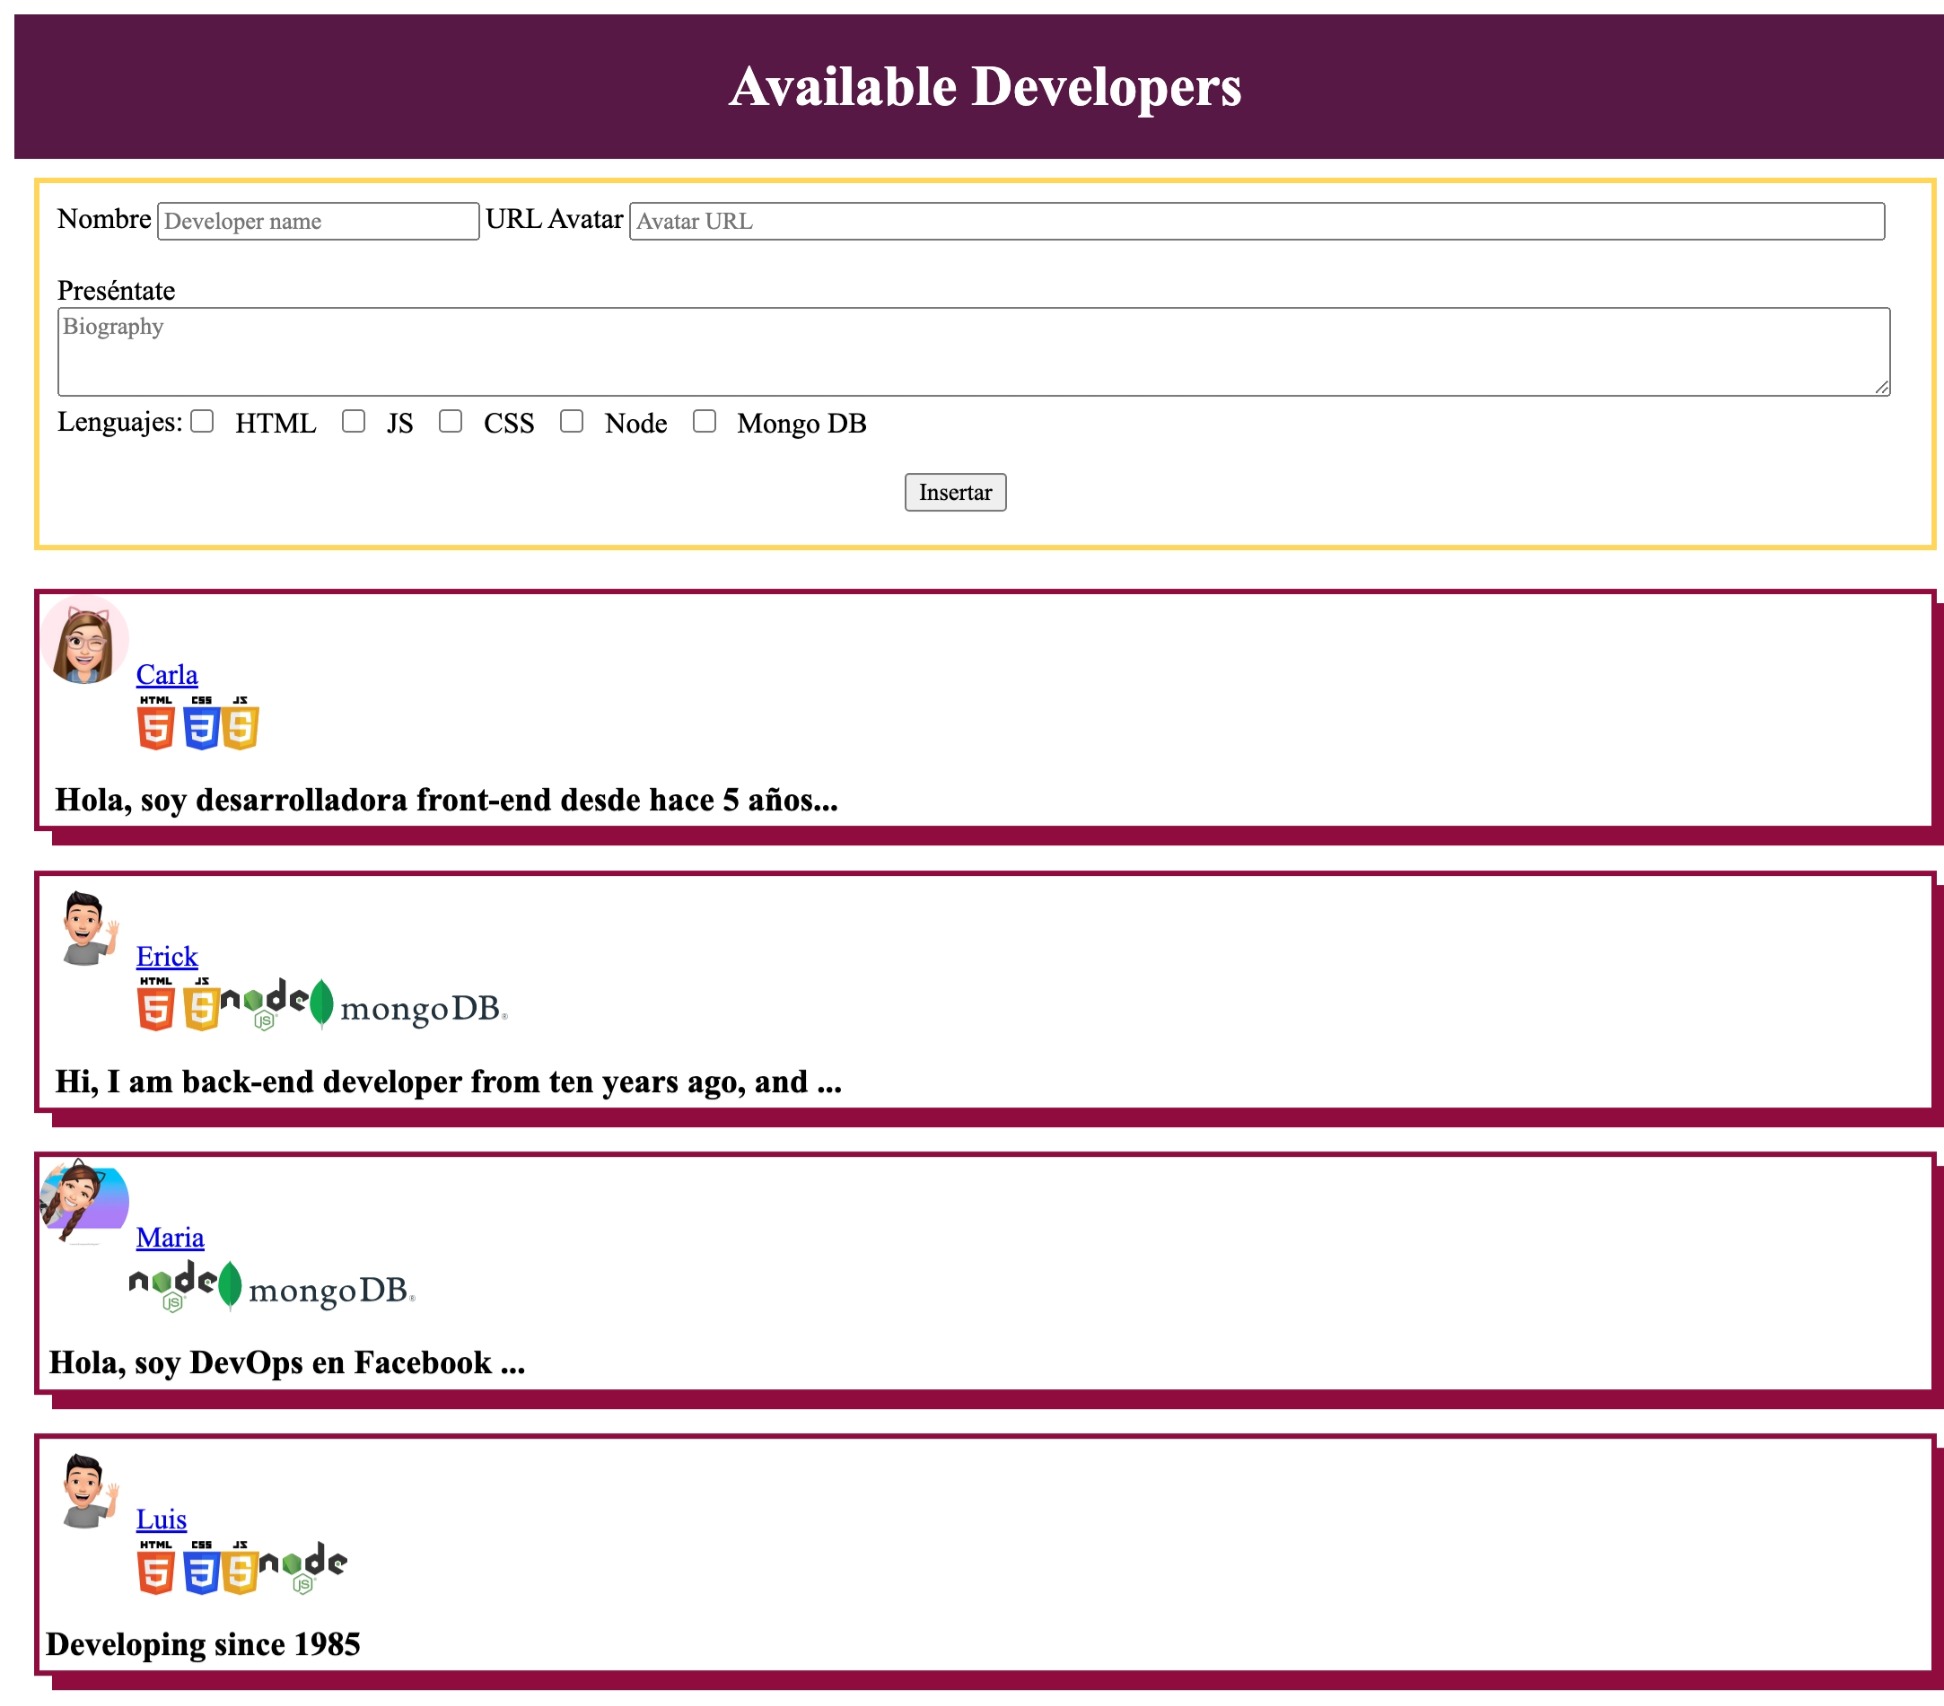 Available Developers
Nombre Developer name URL Avatar Avatar URL
Preséntate
Biography
Lenguajes: HTML JS CSS Node Mongo DB
Insertar
Carla
HTML CSS JS
Hola, soy desarrolladora front-end desde hace 5 años...
Erick
HTML JS node JS mongoDB®
Hi, I am back-end developer from ten years ago, and ...
Maria
node JS mongoDB®
Hola, soy DevOps en Facebook ...
Luis
HTML CSS JS node JS
Developing since 1985